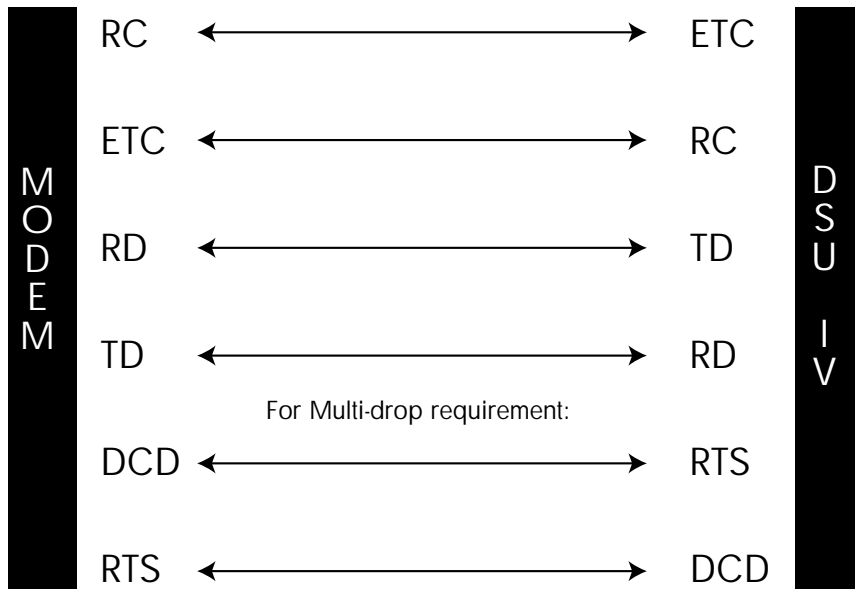 RC ETC
ETC RC
MODEM
RD TD
DSU IV
TD RD
For Multi-drop requirement:
DCD RTS
RTS DCD